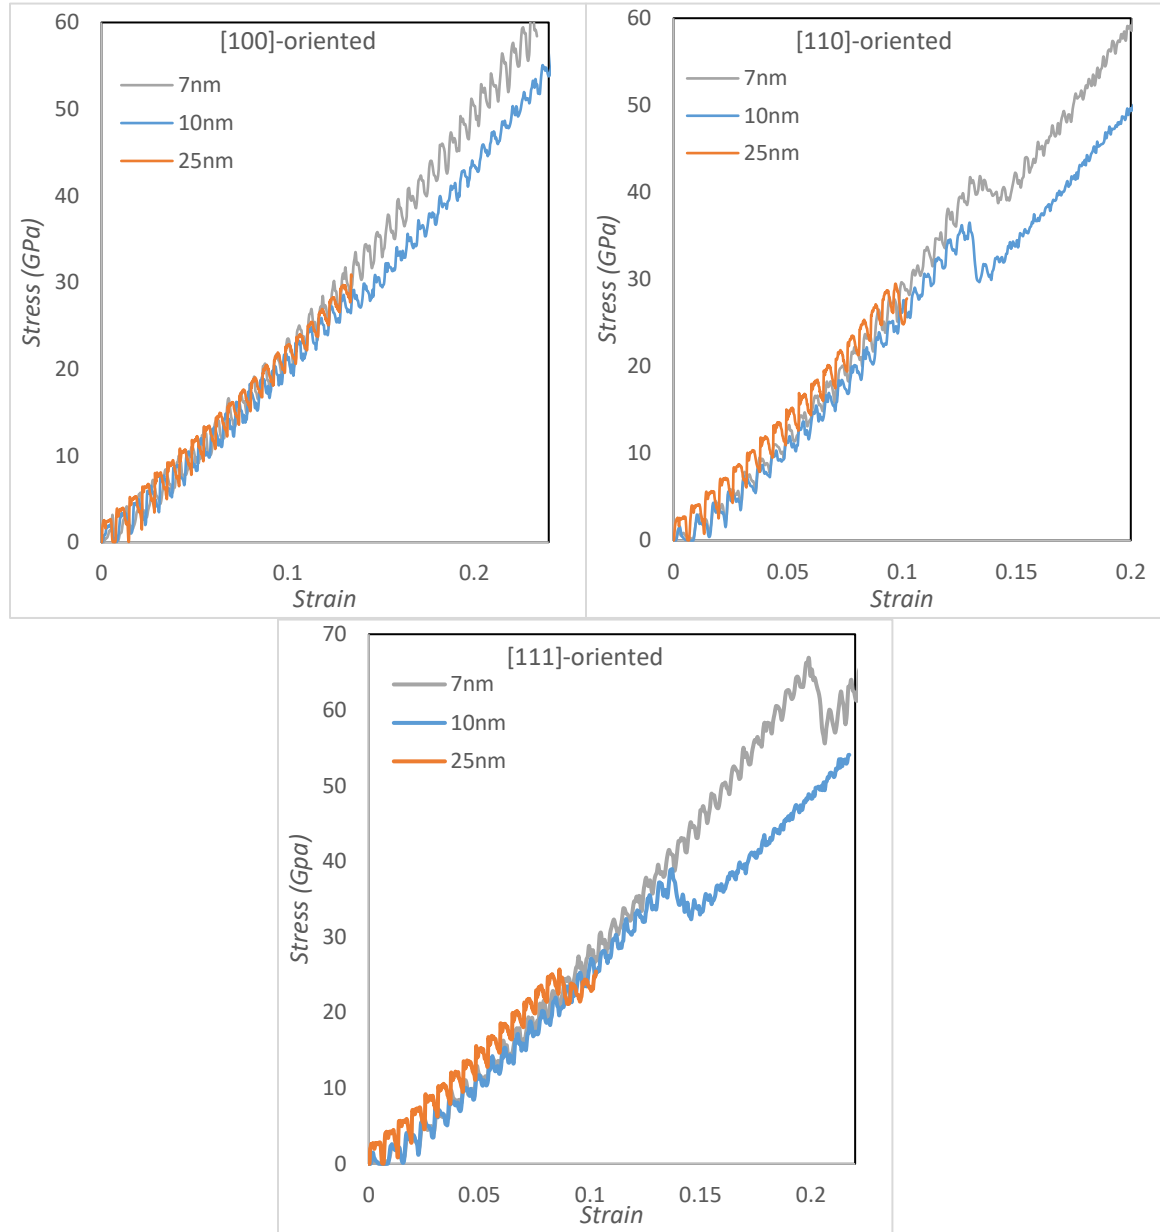 [100]-oriented
7nm
10nm
25nm
Stress (GPa)
60
50
40
30
20
10
0
0 0.1 0.2
Strain
[110]-oriented
7nm
10nm
25nm
Stress (GPa)
60
50
40
30
20
10
0
0 0.05 0.1 0.15 0.2
Strain
[111]-oriented
7nm
10nm
25nm
Stress (Gpa)
70
60
50
40
30
20
10
0
0 0.05 0.1 0.15 0.2
Strain